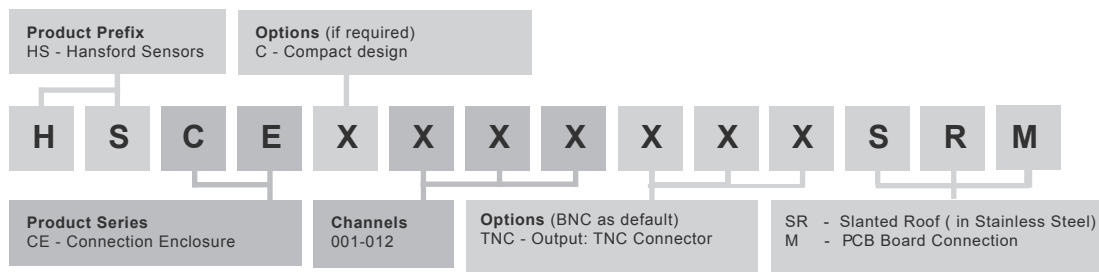 Product Prefix
HS - Hansford Sensors
Options (if required)
C - Compact design
H S C E X X X X X X X S R M
Product Series
CE - Connection Enclosure
Channels
001-012
Options (BNC as default)
TNC - Output: TNC Connector
SR - Slanted Roof ( in Stainless Steel)
M - PCB Board Connection